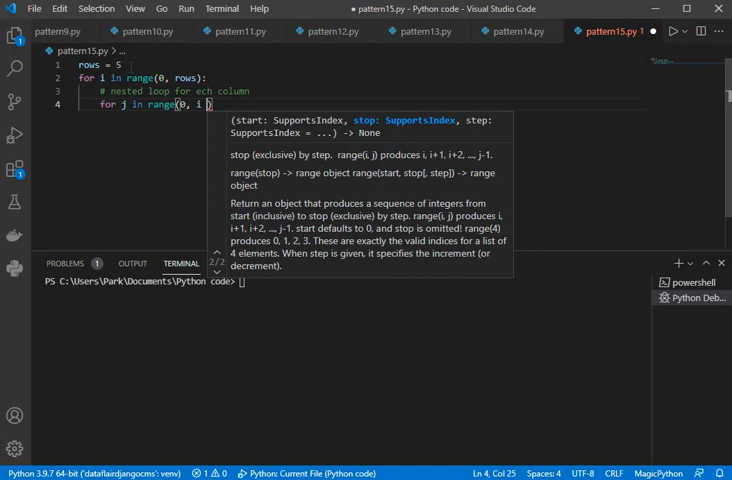 File Edit Selection View Go Run Terminal Help
● pattern15.py - Python code - Visual Studio Code
pattern9.py pattern10.py pattern11.py pattern12.py pattern13.py pattern14.py pattern15.py 1
pattern15.py > ...
1 rows = 5
2 for i in range(0, rows):
3 # nested loop for ech column
4 for j in range(0, i )
(start: SupportsIndex, stop: SupportsIndex, step:
SupportsIndex = ...) -> None
stop (exclusive) by step. range(i, j) produces i, i+1, i+2, ..., j-1.
range(stop) -> range object range(start, stop[, step]) -> range
object
Return an object that produces a sequence of integers from
start (inclusive) to stop (exclusive) by step. range(i, j) produces i,
i+1, i+2, ..., j-1. start defaults to 0, and stop is omitted! range(4)
produces 0, 1, 2, 3. These are exactly the valid indices for a list of
4 elements. When step is given, it specifies the increment (or
decrement).
2/2
PROBLEMS 1 OUTPUT TERMINAL
PS C:\Users\Park\Documents\Python code>
powershell
Python Deb...
1
1
Python 3.9.7 64-bit ('dataflairdjangocms': venv) 1 0 Python: Current File (Python code) Ln 4, Col 25 Spaces: 4 UTF-8 CRLF MagicPython